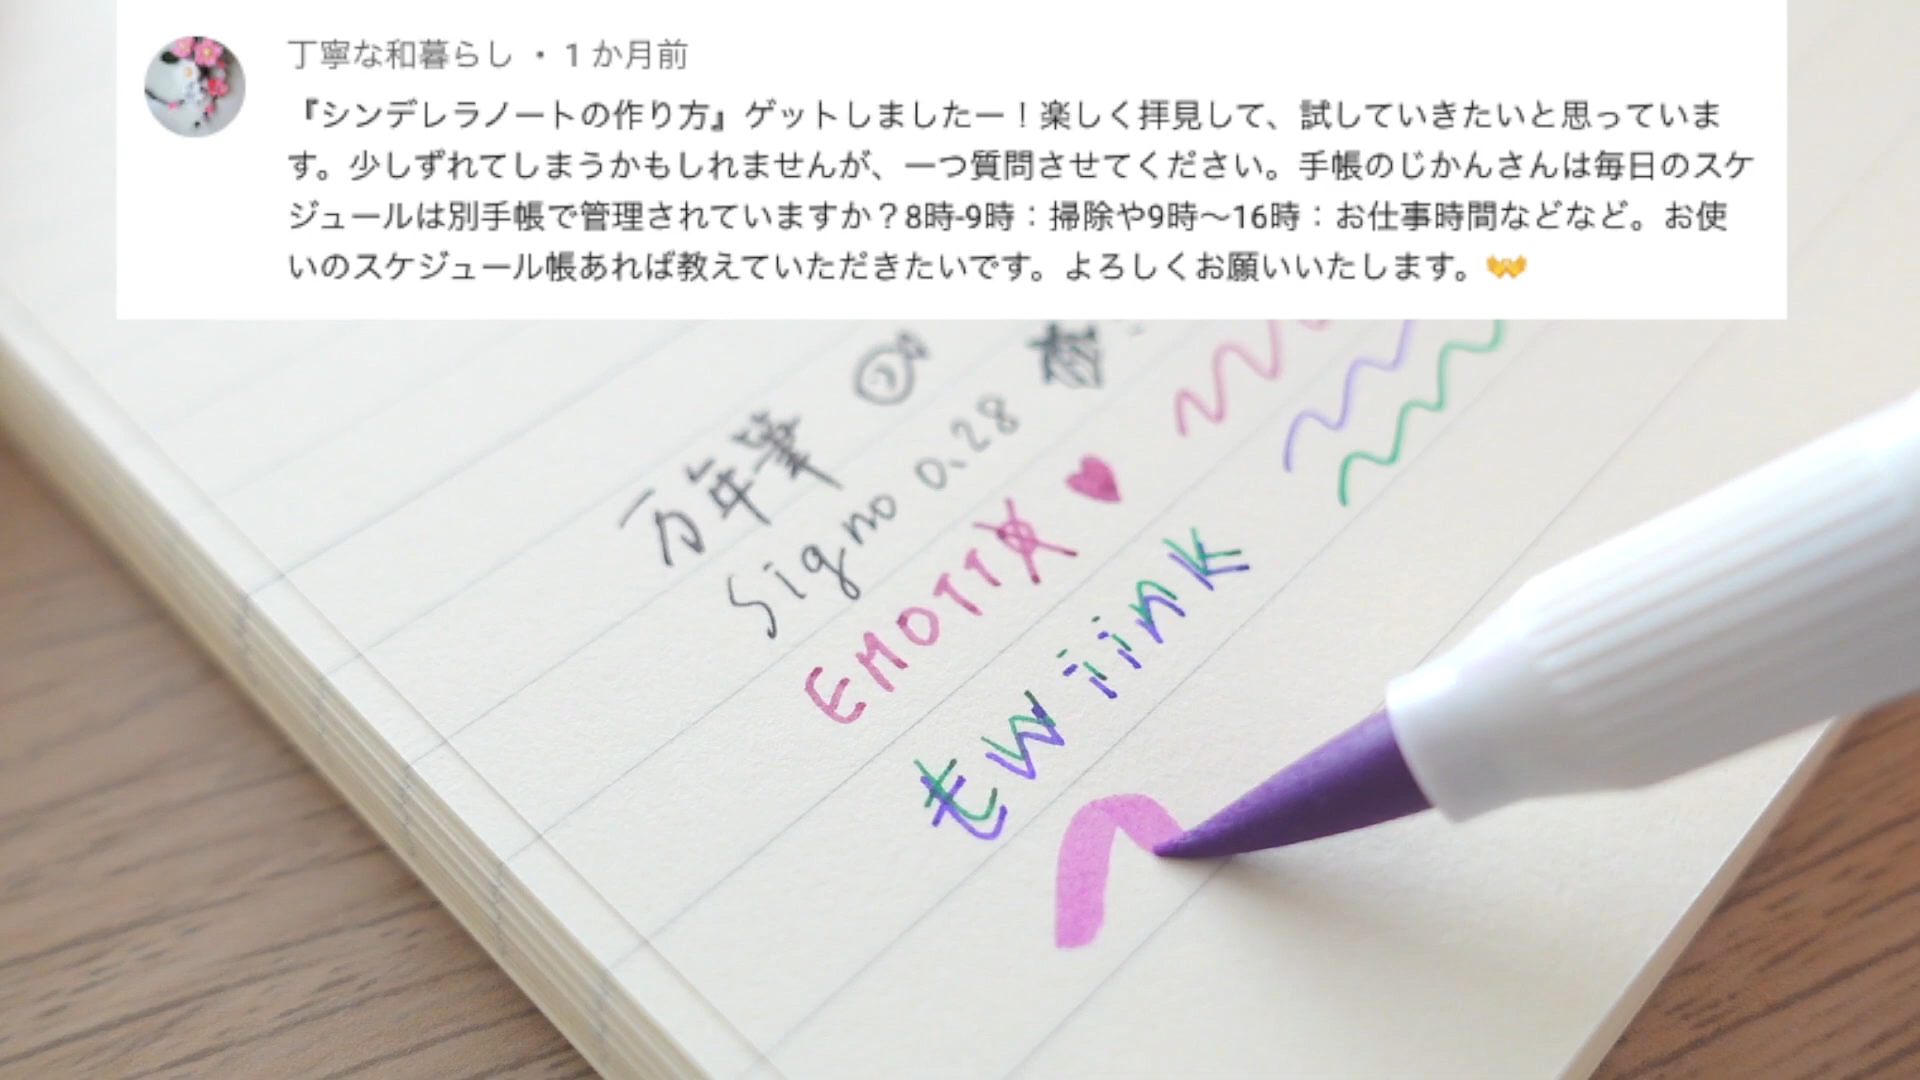 丁寧な和暮らし ・ 1 か月前
『シンデレラノートの作り方』ゲットしましたー！楽しく拝見して、試していきたいと思っていま
す。少しずれてしまうかもしれませんが、一つ質問させてください。手帳のじかんさんは毎日のスケ
ジュールは別手帳で管理されていますか？8時-9時：掃除や9時〜16時：お仕事時間などなど。お使
いのスケジュール帳あれば教えていただきたいです。よろしくお願いいたします。
万年筆
Signo 0.28
EMOTT
twiink